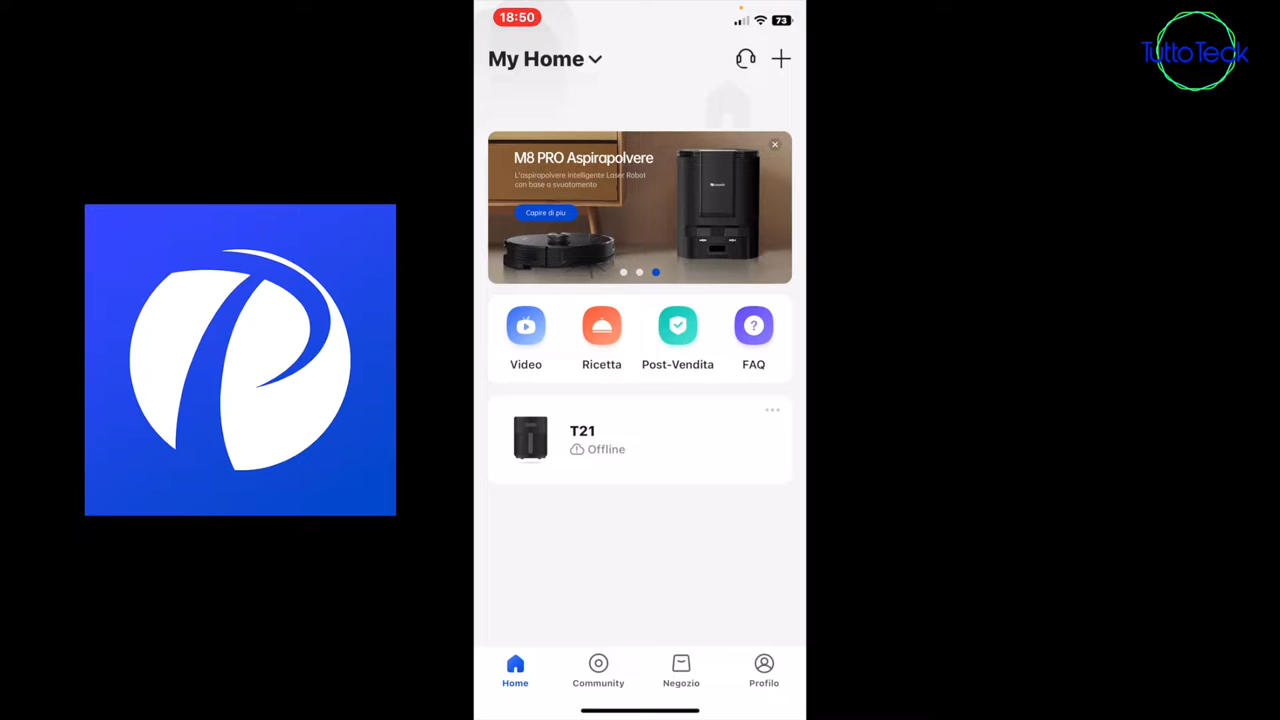 18:50
73
TuttoTeck
My Home
M8 PRO Aspirapolvere
L'aspirapolvere Intelligente Laser Robot
con base a svuotamento
Capire di piu
Video
Ricetta
Post-Vendita
FAQ
T21
Offline
Home
Community
Negozio
Profilo